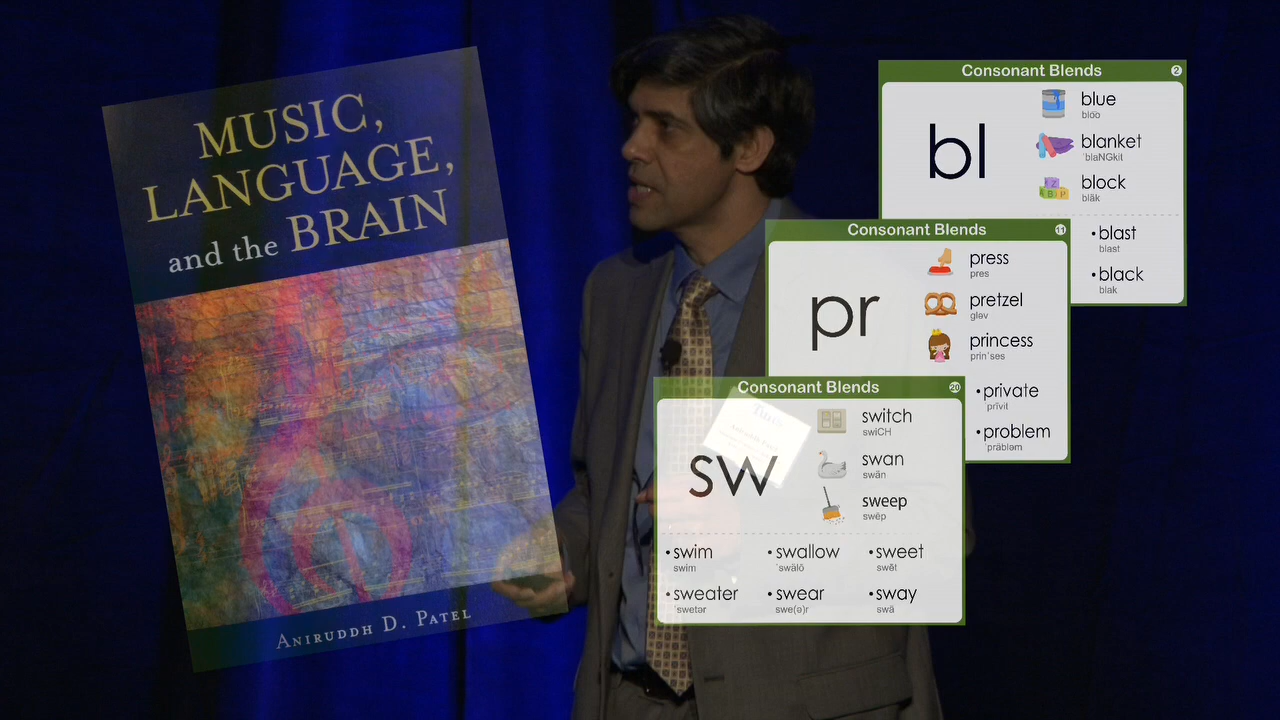 MUSIC,
LANGUAGE,
and the BRAIN
ANIRUDDH D. PATEL
Consonant Blends 2
bl
blue
bloo
blanket
ˈblaNGkit
block
bläk
•blast
blast
•black
blak
Consonant Blends 11
pr
press
pres
pretzel
gləv
princess
prinˈses
•private
prīvit
•problem
ˈpräbləm
Consonant Blends 20
sw
switch
swiCH
swan
swän
sweep
swēp
•swim
swim
•swallow
ˈswälō
•sweet
swēt
•sweater
ˈswetər
•swear
swe(ə)r
•sway
swā